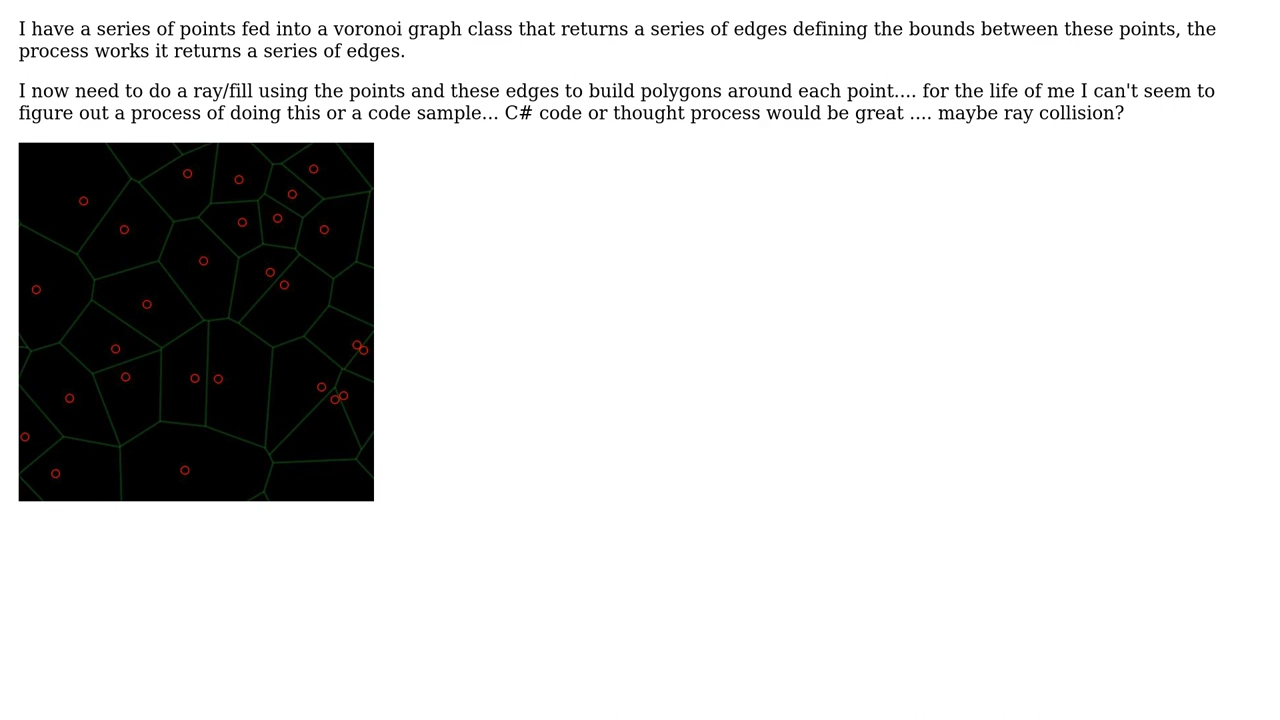 I have a series of points fed into a voronoi graph class that returns a series of edges defining the bounds between these points, the
process works it returns a series of edges.
I now need to do a ray/fill using the points and these edges to build polygons around each point.... for the life of me I can't seem to
figure out a process of doing this or a code sample... C# code or thought process would be great .... maybe ray collision?